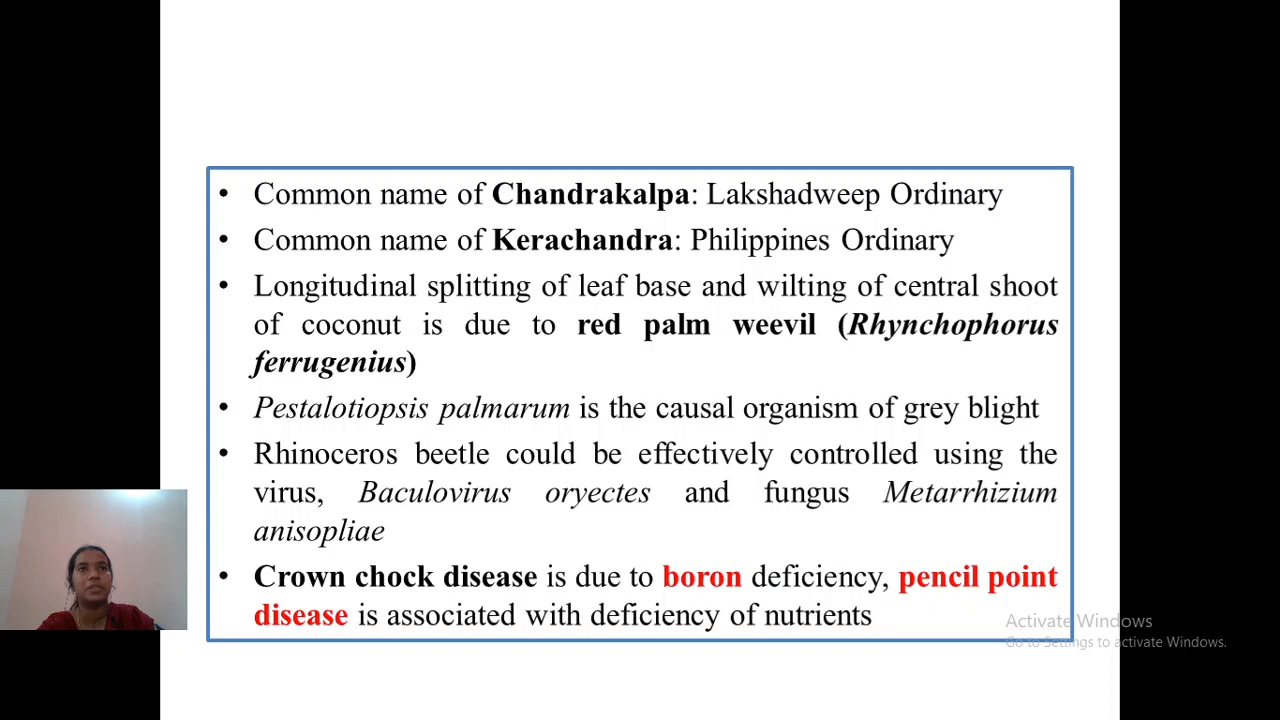 • Common name of Chandrakalpa: Lakshadweep Ordinary
• Common name of Kerachandra: Philippines Ordinary
• Longitudinal splitting of leaf base and wilting of central shoot
of coconut is due to red palm weevil (Rhynchophorus
ferrugenius)
• Pestalotiopsis palmarum is the causal organism of grey blight
• Rhinoceros beetle could be effectively controlled using the
virus, Baculovirus oryectes and fungus Metarrhizium
anisopliae
• Crown chock disease is due to boron deficiency, pencil point
disease is associated with deficiency of nutrients
Activate Windows
Go to Settings to activate Windows.